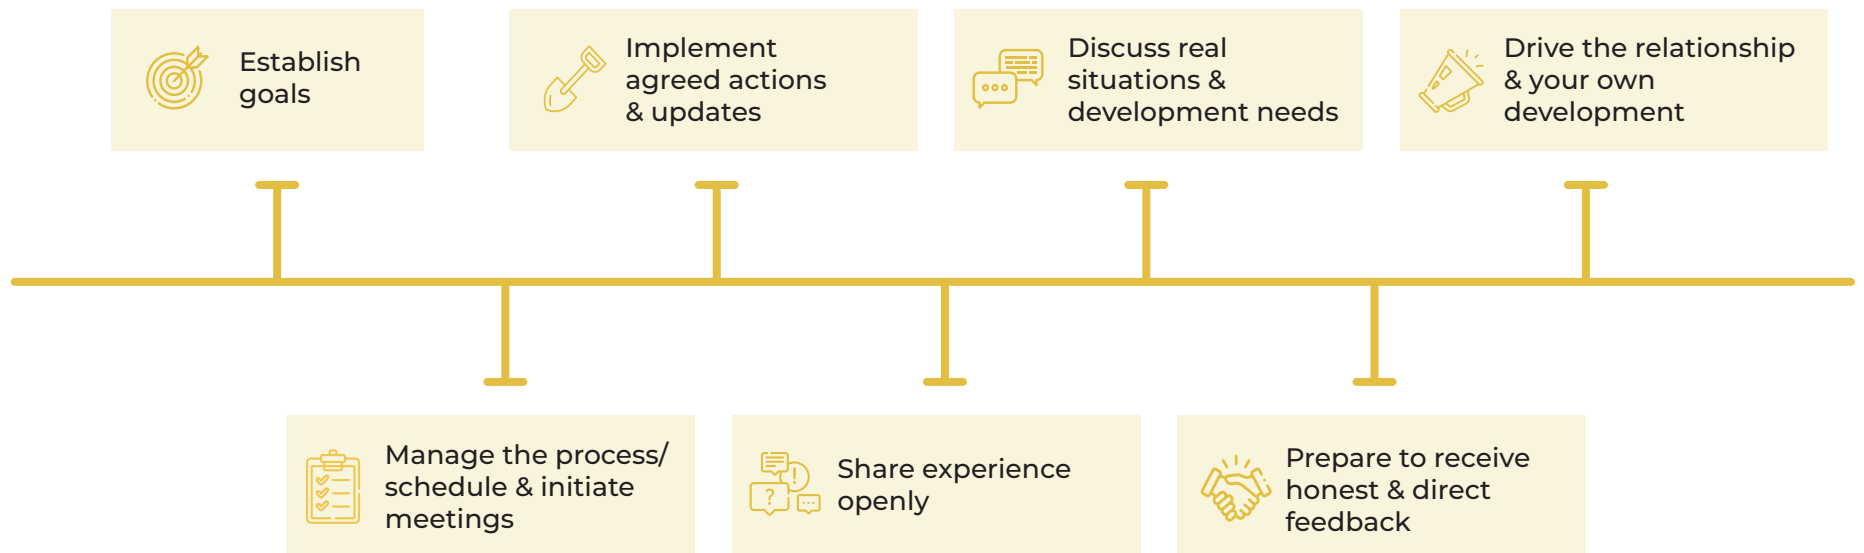 Establish
goals
Implement
agreed actions
& updates
Discuss real
situations &
development needs
Drive the relationship
& your own
development
Manage the process/
schedule & initiate
meetings
?
!
Share experience
openly
Prepare to receive
honest & direct
feedback